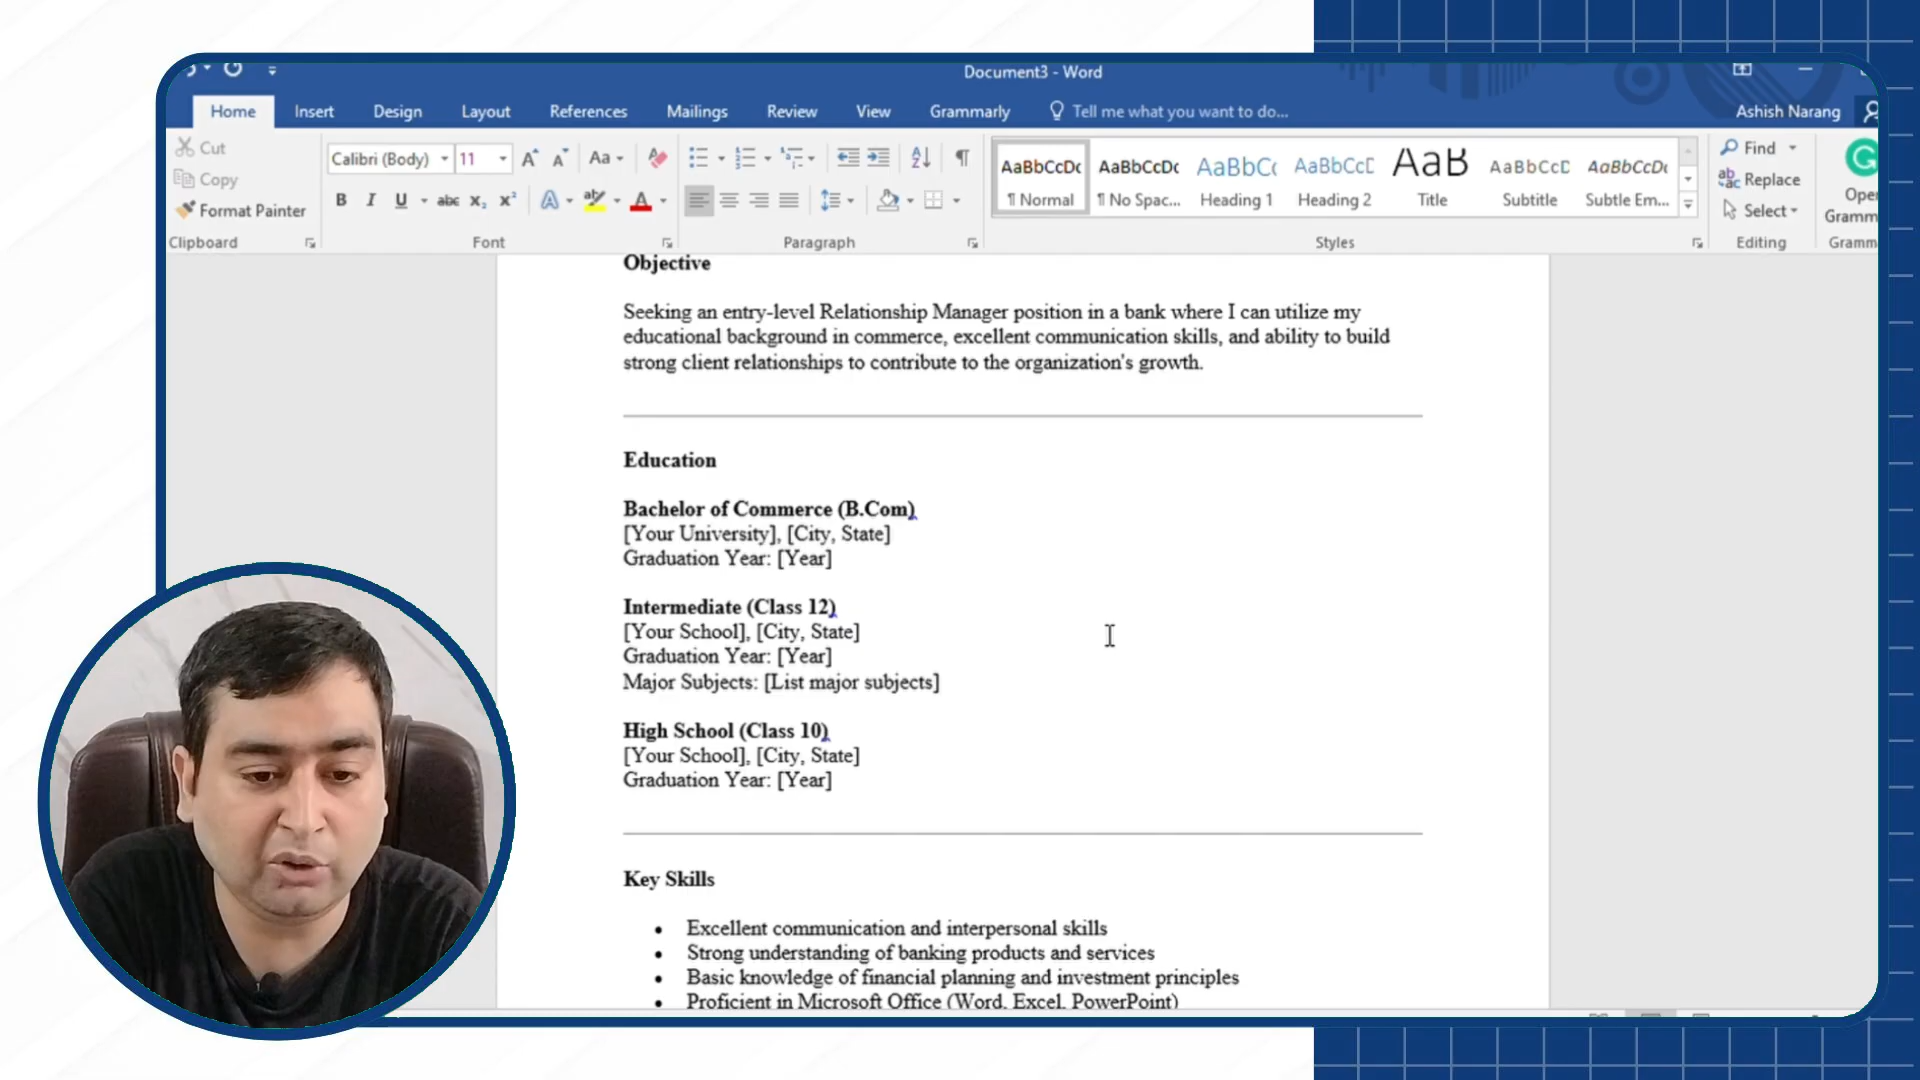 Document3 - Word
Home Insert Design Layout References Mailings Review View Grammarly Tell me what you want to do... Ashish Narang
Cut
Copy
Format Painter
Clipboard
Calibri (Body) 11
Font
Paragraph
AaBbCcDc AaBbCcDc AaBbC( AaBbCcD AaB AaBbCcD AaBbCcDc
¶ Normal ¶ No Spac... Heading 1 Heading 2 Title Subtitle Subtle Em...
Styles
Find
Replace
Select
Editing
Objective
Seeking an entry-level Relationship Manager position in a bank where I can utilize my
educational background in commerce, excellent communication skills, and ability to build
strong client relationships to contribute to the organization's growth.
Education
Bachelor of Commerce (B.Com)
[Your University], [City, State]
Graduation Year: [Year]
Intermediate (Class 12)
[Your School], [City, State]
Graduation Year: [Year]
Major Subjects: [List major subjects]
High School (Class 10)
[Your School], [City, State]
Graduation Year: [Year]
Key Skills
• Excellent communication and interpersonal skills
• Strong understanding of banking products and services
• Basic knowledge of financial planning and investment principles
• Proficient in Microsoft Office (Word, Excel, PowerPoint)